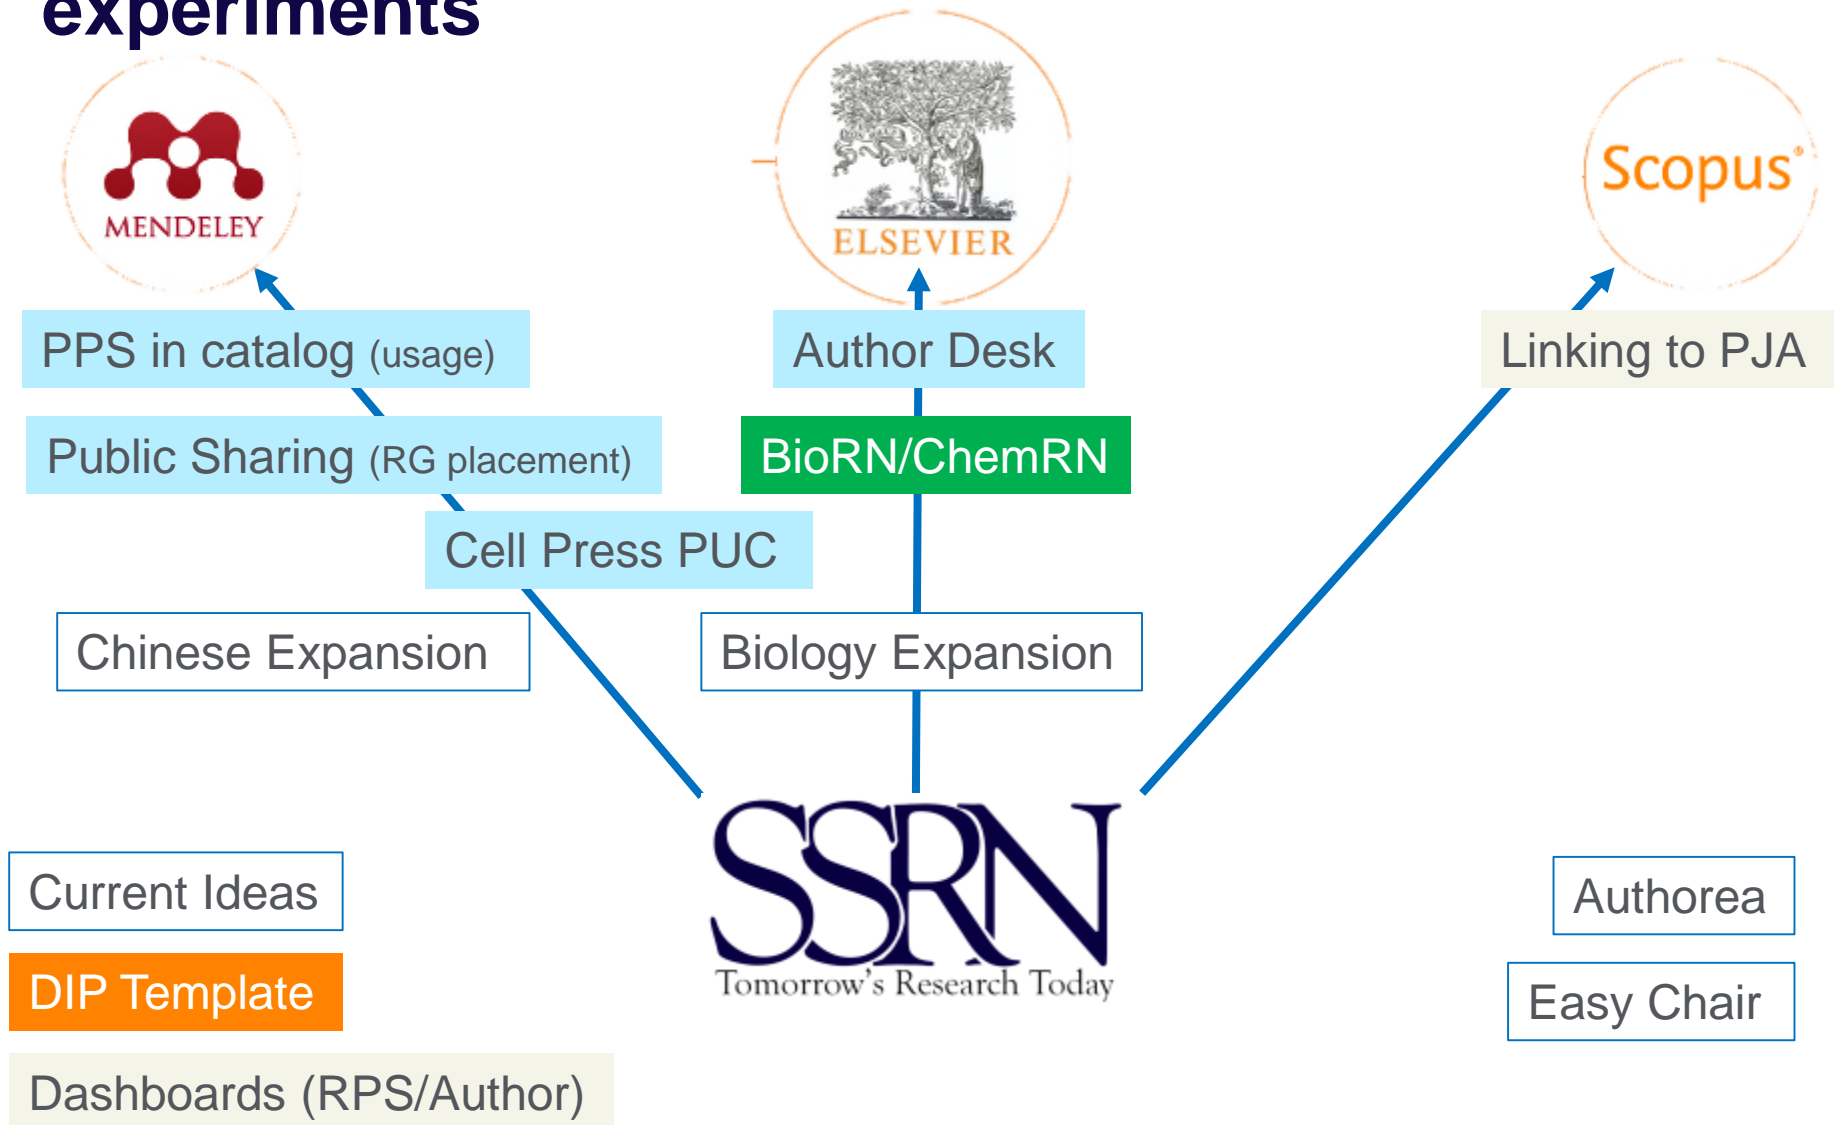 experiments
MENDELEY
ELSEVIER
Scopus®
PPS in catalog (usage)
Author Desk
Linking to PJA
Public Sharing (RG placement)
BioRN/ChemRN
Cell Press PUC
Chinese Expansion
Biology Expansion
SSRN
Tomorrow's Research Today
Current Ideas
Authorea
DIP Template
Easy Chair
Dashboards (RPS/Author)